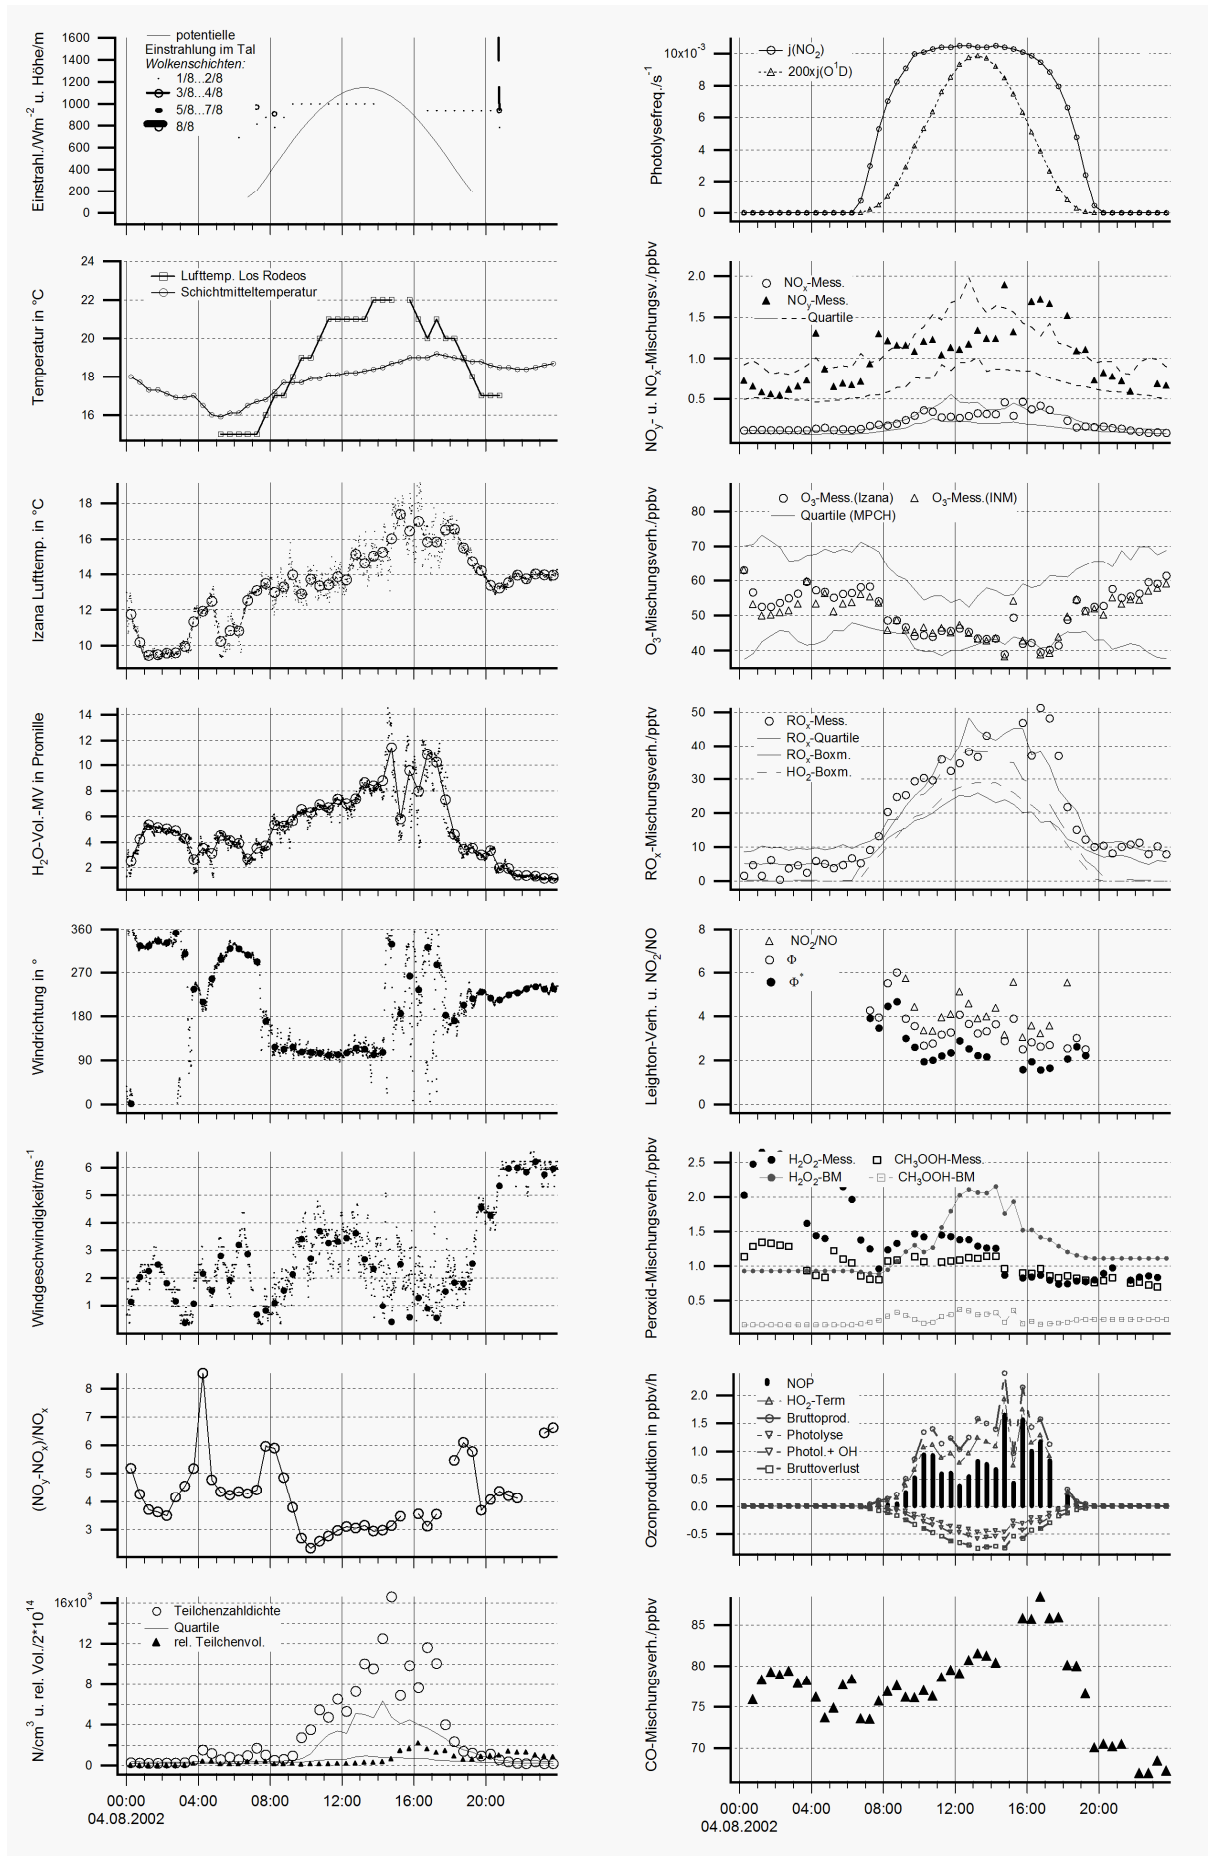 Einstrahl./Wm-2 u. Höhe/m
1600
1400
1200
1000
800
600
400
200
0
potentielle
Einstrahlung im Tal
Wolkenschichten:
1/8...2/8
3/8...4/8
5/8...7/8
8/8
Temperatur in °C
24
22
20
18
16
Lufttemp. Los Rodeos
Schichtmitteltemperatur
Izana Lufttemp. in °C
18
16
14
12
10
H2O-Vol.-MV in Promille
14
12
10
8
6
4
2
Windrichtung in °
360
270
180
90
0
Windgeschwindigkeit/ms-1
6
5
4
3
2
1
(NOy-NOx)/NOx
8
7
6
5
4
3
N/cm3 u. rel. Vol./2*1014
16x103
12
8
4
0
Teilchenzahldichte
Quartile
rel. Teilchenvol.
00:00
04:00
08:00
12:00
16:00
20:00
04.08.2002
Photolysefreq./s-1
10x10-3
8
6
4
2
0
j(NO2)
200xj(O1D)
NOy- u. NOx-Mischungsv./ppbv
2.0
1.5
1.0
0.5
NOx-Mess.
NOy-Mess.
Quartile
O3-Mischungsverh./ppbv
80
70
60
50
40
O3-Mess.(Izana)
O3-Mess.(INM)
Quartile (MPCH)
ROx-Mischungsverh./pptv
50
40
30
20
10
0
ROx-Mess.
ROx-Quartile
ROx-Boxm.
HO2-Boxm.
Leighton-Verh. u. NO2/NO
8
6
4
2
0
NO2/NO
Φ
Φ*
Peroxid-Mischungsverh./ppbv
2.5
2.0
1.5
1.0
0.5
H2O2-Mess.
CH3OOH-Mess.
H2O2-BM
CH3OOH-BM
Ozonproduktion in ppbv/h
2.0
1.5
1.0
0.5
0.0
-0.5
NOP
HO2-Term
Bruttoprod.
Photolyse
Photol.+ OH
Bruttoverlust
CO-Mischungsverh./ppbv
85
80
75
70
00:00
04:00
08:00
12:00
16:00
20:00
04.08.2002